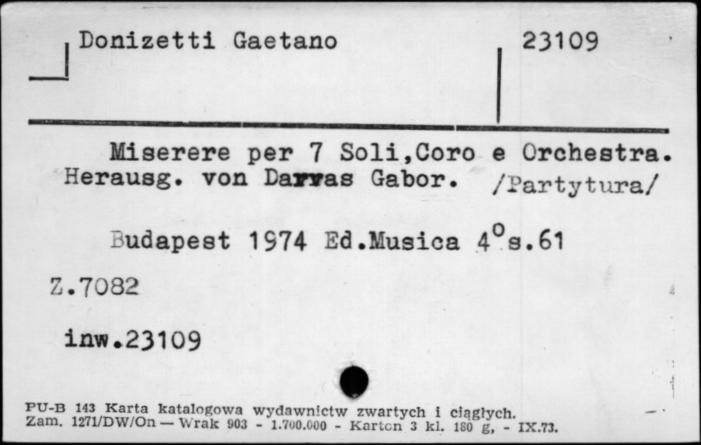 Donizetti Gaetano 23109
Miserere per 7 Soli,Coro e Orchestra.
Herausg. von Darvas Gabor. /Partytura/
Budapest 1974 Ed.Musica 4°s.61
Z.7082
inw.23109
PU-B 143 Karta katalogowa wydawnictw zwartych i ciągłych.
Zam. 1271/DW/On — Wrak 903 - 1.700.000 - Karton 3 kl. 180 g, - IX.73.